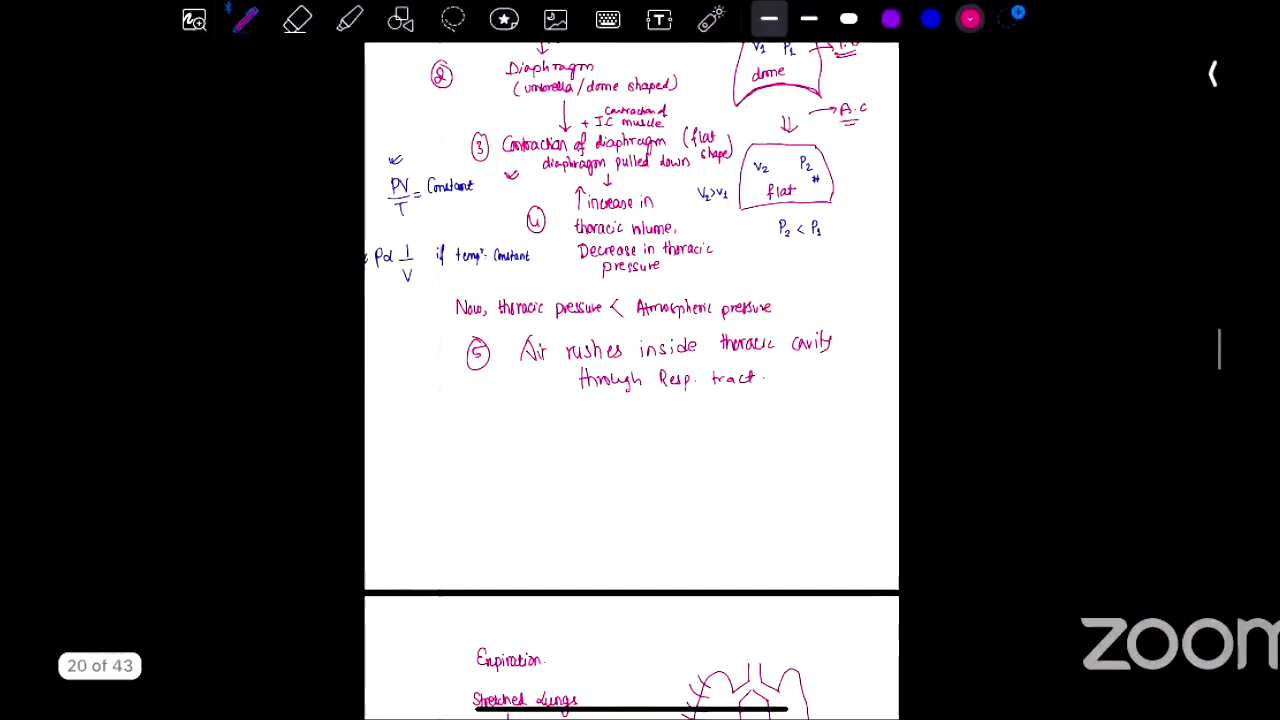 V1 P1
②
Diaphragm
(umbrella/dome shaped)
dome
Contraction of
+ I.C muscle
→ A.C
③ Contraction of diaphragm (flat shape)
diaphragm pulled down
V2 P2
flat
V2>V1
PV/T = Constant
④
↑ increase in
thoracic volume.
P2 < P1
Decrease in thoracic
pressure
P∝ 1/V if tempr. Constant
Now, thoracic pressure < Atmospheric pressure
⑤ Air rushes inside thoracic cavity
through Resp. tract.
Expiration.
20 of 43
Stretched Lungs
zoom